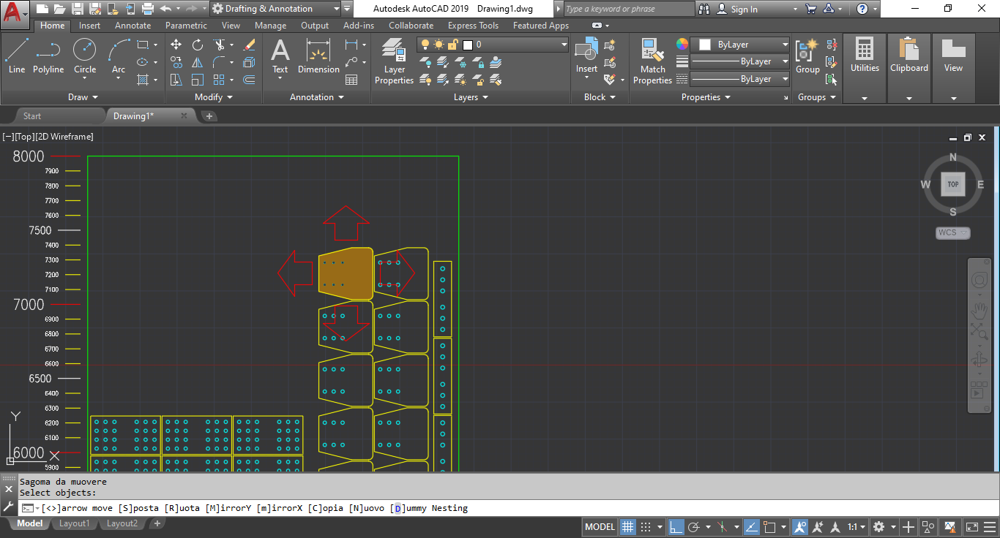 A
Drafting & Annotation
Autodesk AutoCAD 2019 Drawing1.dwg
Type a keyword or phrase
Sign In
Home Insert Annotate Parametric View Manage Output Add-ins Collaborate Express Tools Featured Apps
Line Polyline Circle Arc
Text Dimension
Layer Properties
0
Insert
Match Properties
ByLayer
ByLayer
ByLayer
Group
Utilities Clipboard View
Draw Modify Annotation Layers Block Properties Groups
Start Drawing1*
[−][Top][2D Wireframe]
8000
7900
7800
7700
7600
7500
7400
7300
7200
7100
7000
6900
6800
6700
6600
6500
6400
6300
6200
6100
6000
5900
Y
X
N
W TOP E
S
WCS
Sagoma da muovere
Select objects:
[<>]arrow move [S]posta [R]uota [M]irrorY [m]irrorX [C]opia [N]uovo [D]ummy Nesting
Model Layout1 Layout2
MODEL 1:1